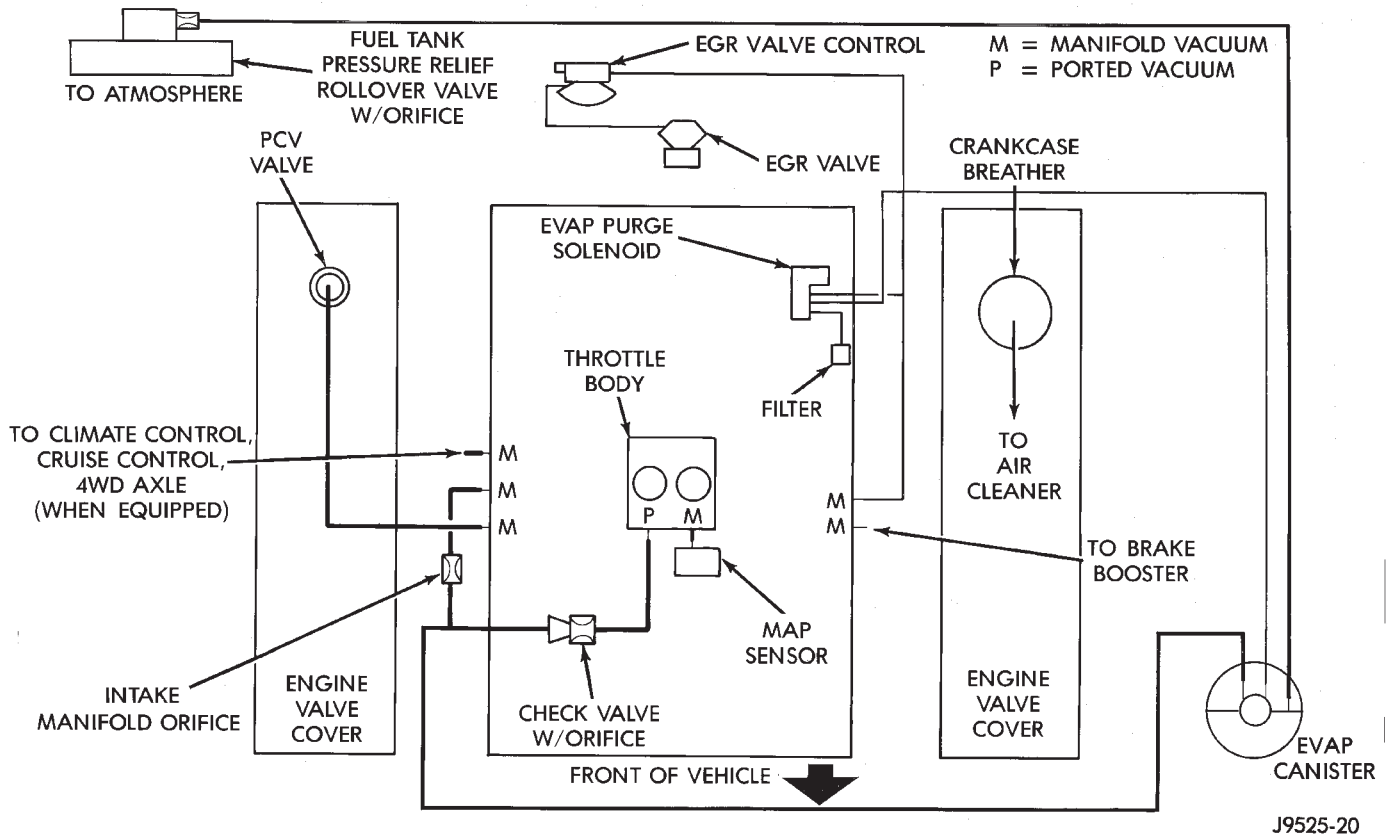 FUEL TANK
PRESSURE RELIEF
ROLLOVER VALVE
W/ORIFICE
TO ATMOSPHERE
EGR VALVE CONTROL
M = MANIFOLD VACUUM
P = PORTED VACUUM
PCV
VALVE
EGR VALVE
CRANKCASE
BREATHER
EVAP PURGE
SOLENOID
THROTTLE
BODY
FILTER
TO CLIMATE CONTROL,
CRUISE CONTROL,
4WD AXLE
(WHEN EQUIPPED)
M
M
M
P M
M
M
TO
AIR
CLEANER
TO BRAKE
BOOSTER
MAP
SENSOR
INTAKE
MANIFOLD ORIFICE
ENGINE
VALVE
COVER
CHECK VALVE
W/ORIFICE
ENGINE
VALVE
COVER
FRONT OF VEHICLE
EVAP
CANISTER
J9525-20